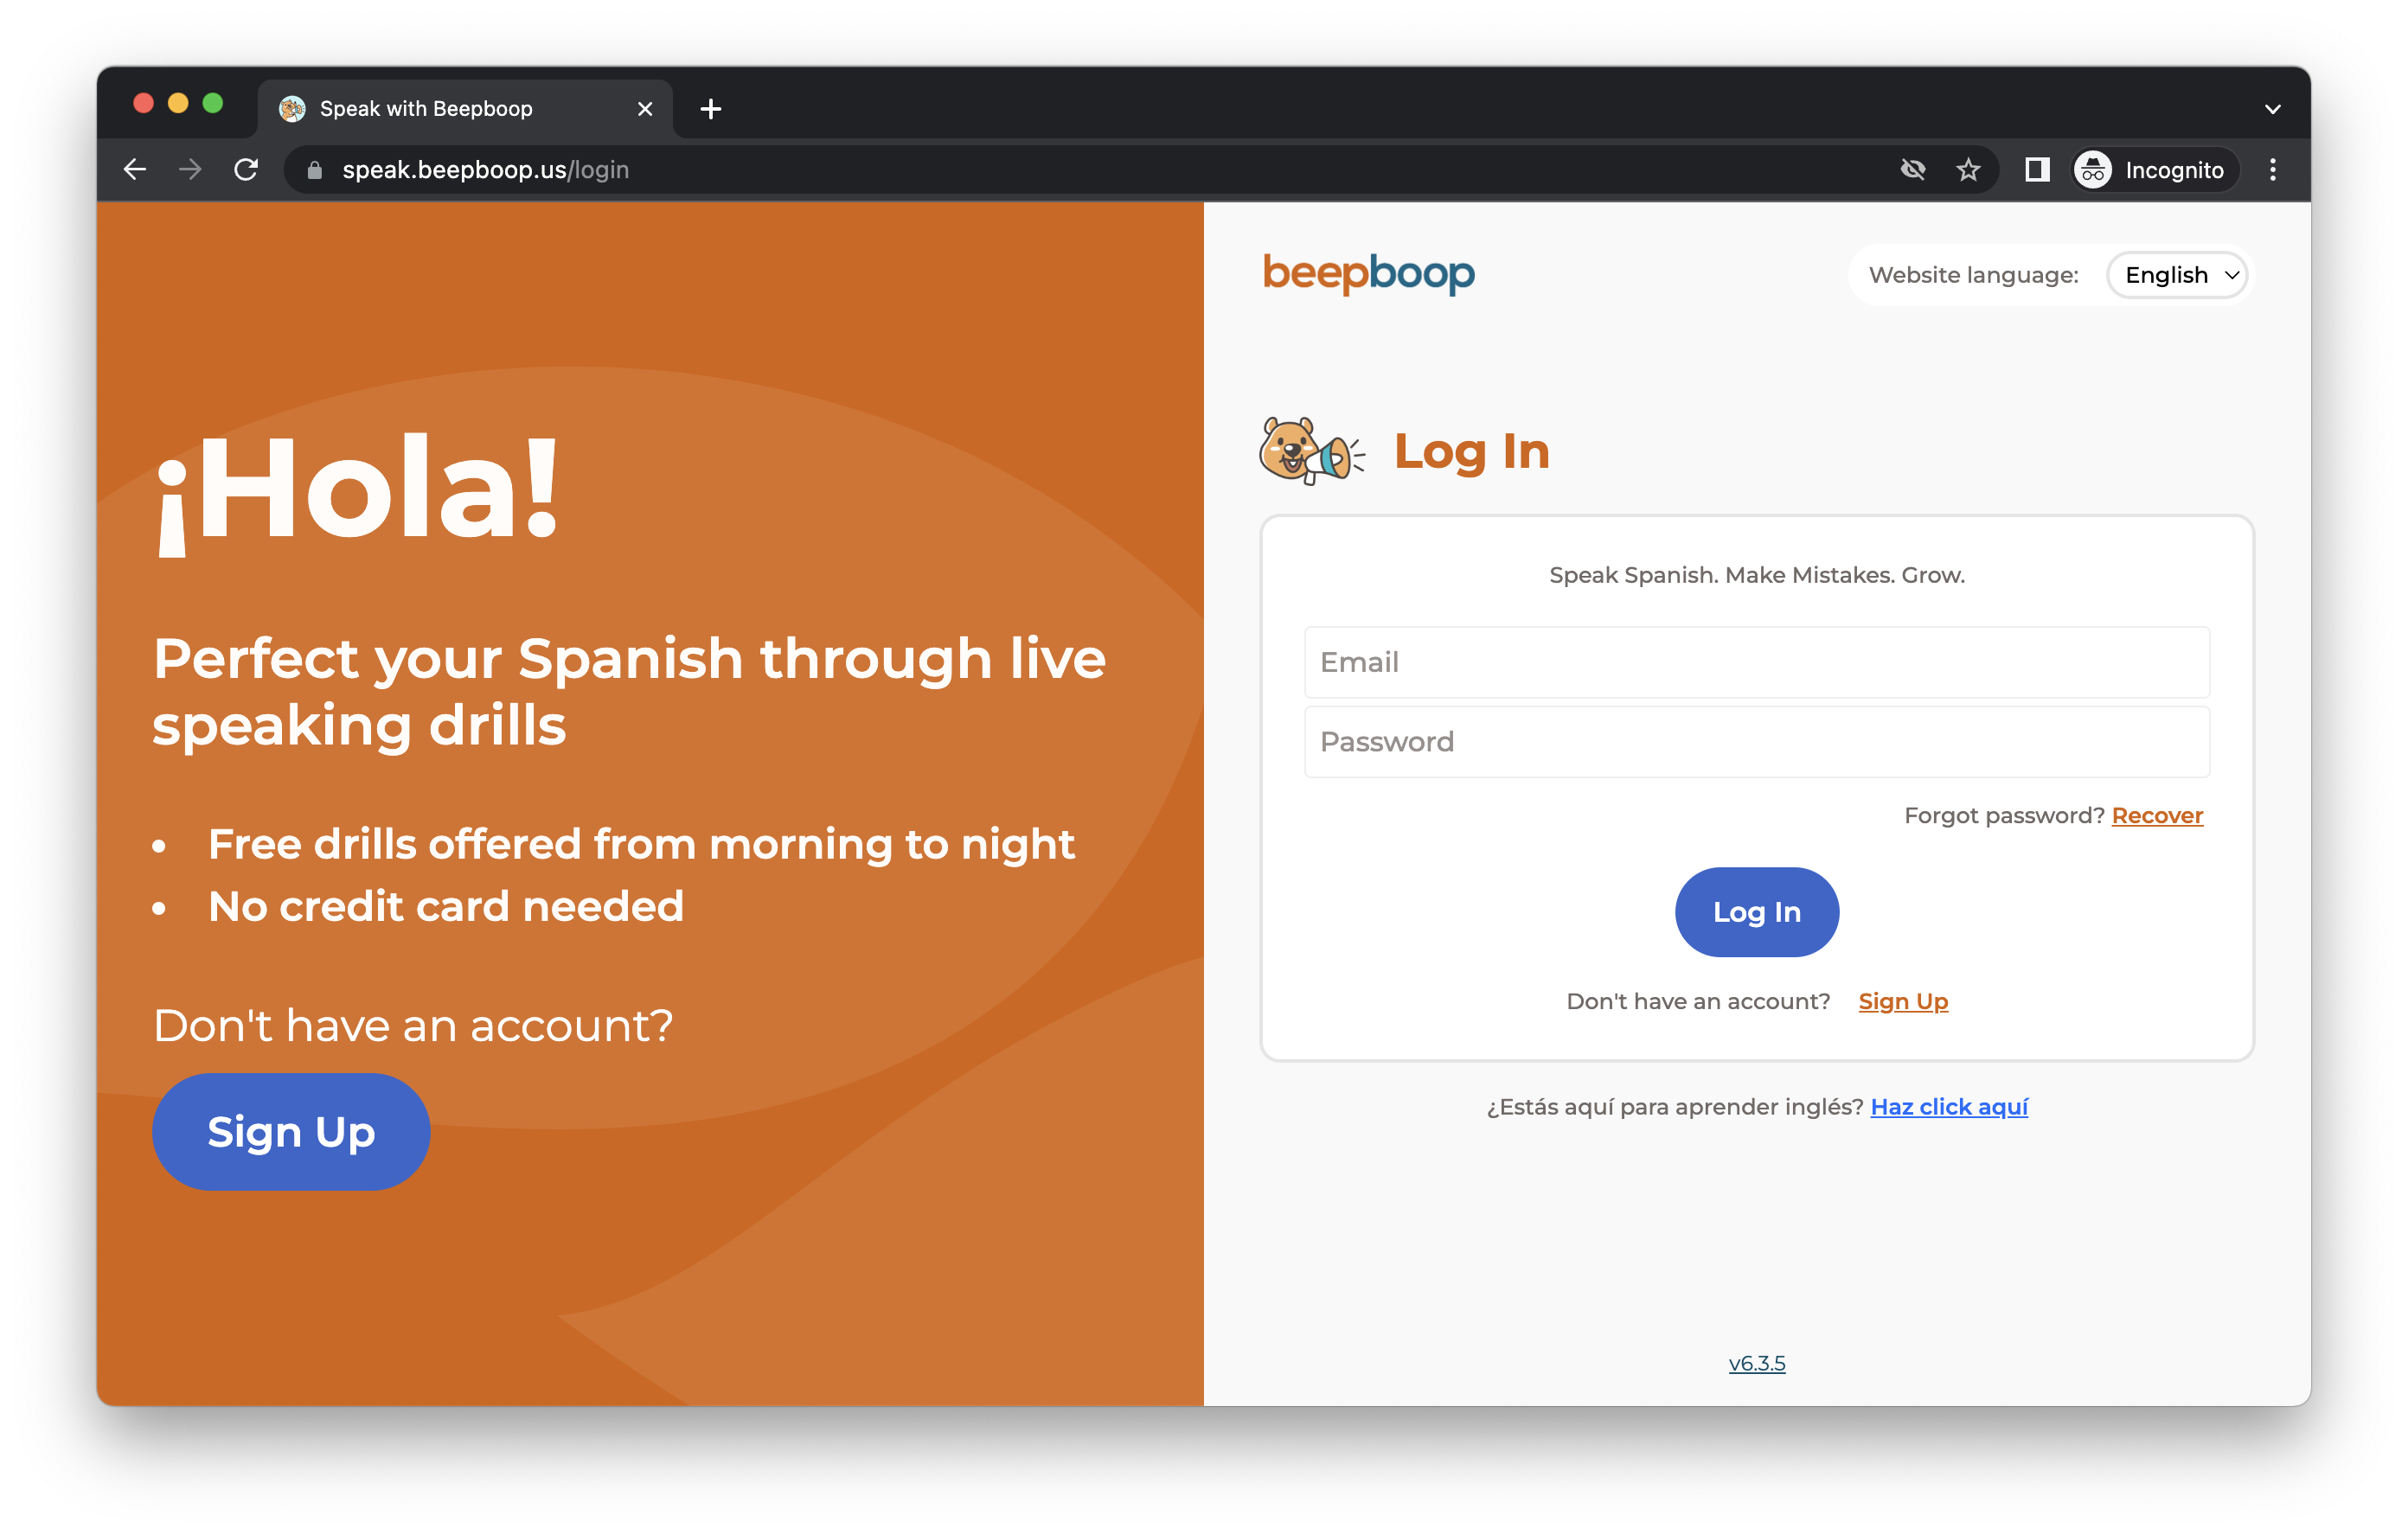 Speak with Beepboop
speak.beepboop.us/login
Incognito
¡Hola!
Perfect your Spanish through live
speaking drills
• Free drills offered from morning to night
• No credit card needed
Don't have an account?
Sign Up
beepboop
Website language: English
Log In
Speak Spanish. Make Mistakes. Grow.
Email
Password
Forgot password? Recover
Log In
Don't have an account? Sign Up
¿Estás aquí para aprender inglés? Haz click aquí
v6.3.5